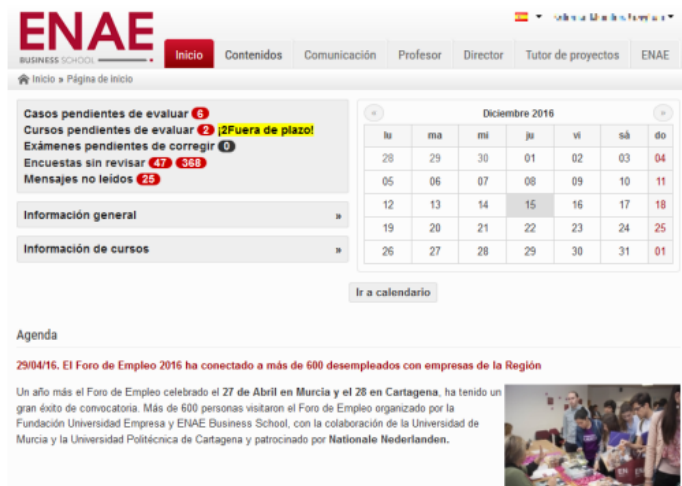 ENAE
BUSINESS SCHOOL
Inicio Contenidos Comunicación Profesor Director Tutor de proyectos ENAE
Inicio » Página de inicio
Casos pendientes de evaluar 6
Cursos pendientes de evaluar 2 ¡2Fuera de plazo!
Exámenes pendientes de corregir 0
Encuestas sin revisar 47 368
Mensajes no leídos 25
Información general »
Información de cursos »
« Diciembre 2016 »
lu ma mi ju vi sá do
28 29 30 01 02 03 04
05 06 07 08 09 10 11
12 13 14 15 16 17 18
19 20 21 22 23 24 25
26 27 28 29 30 31 01
Ir a calendario
Agenda
29/04/16. El Foro de Empleo 2016 ha conectado a más de 600 desempleados con empresas de la Región
Un año más el Foro de Empleo celebrado el 27 de Abril en Murcia y el 28 en Cartagena, ha tenido un
gran éxito de convocatoria. Más de 600 personas visitaron el Foro de Empleo organizado por la
Fundación Universidad Empresa y ENAE Business School, con la colaboración de la Universidad de
Murcia y la Universidad Politécnica de Cartagena y patrocinado por Nationale Nederlanden.